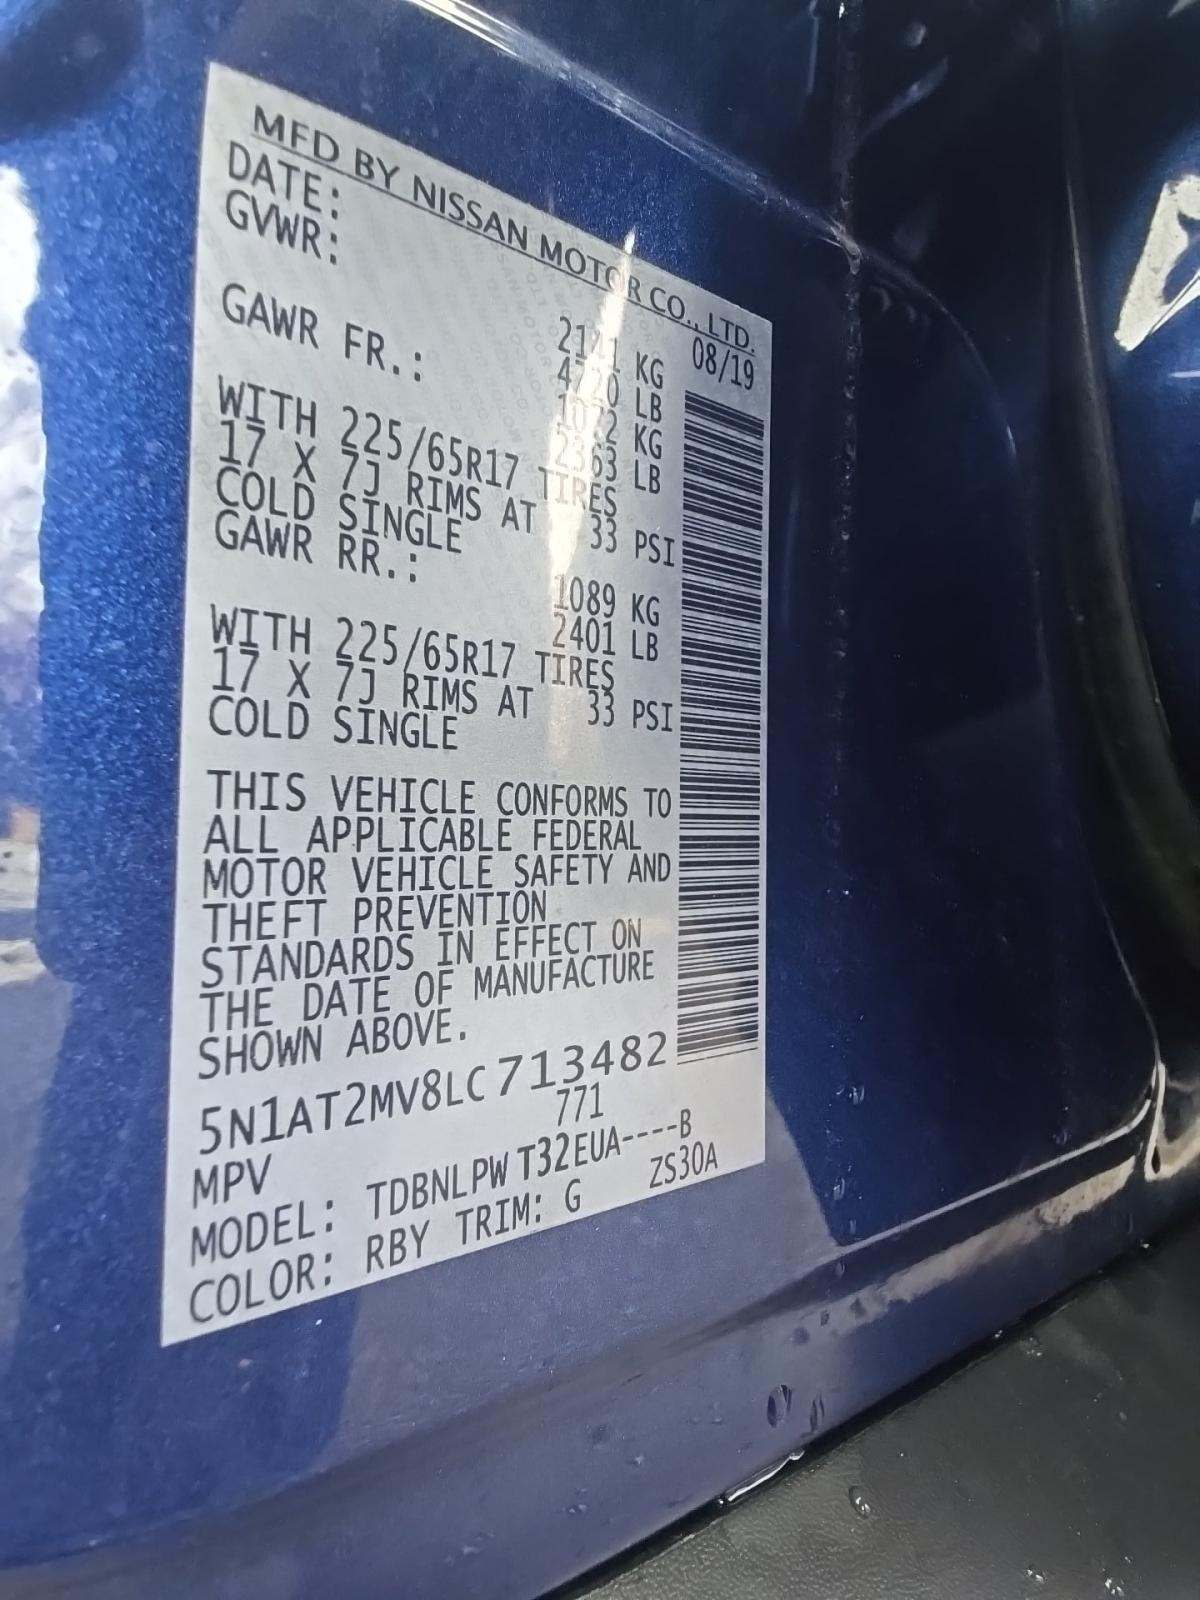 MFD BY NISSAN MOTOR CO., LTD.
DATE: 08/19
GVWR: 2141 KG
4720 LB
GAWR FR.: 1072 KG
2363 LB
WITH 225/65R17 TIRES
17 X 7J RIMS AT 33 PSI
COLD SINGLE
GAWR RR.: 1089 KG
2401 LB
WITH 225/65R17 TIRES
17 X 7J RIMS AT 33 PSI
COLD SINGLE
THIS VEHICLE CONFORMS TO
ALL APPLICABLE FEDERAL
MOTOR VEHICLE SAFETY AND
THEFT PREVENTION
STANDARDS IN EFFECT ON
THE DATE OF MANUFACTURE
SHOWN ABOVE.
5N1AT2MV8LC713482
MPV 771
MODEL: TDBNLPWT32EUA----B
COLOR: RBY TRIM: G ZS30A